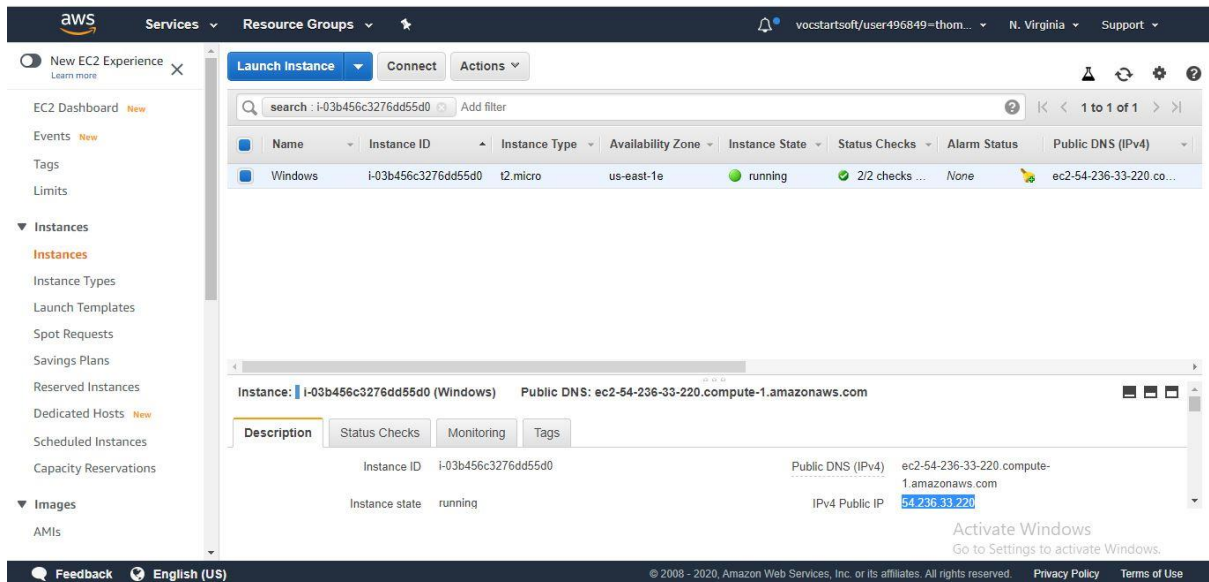 aws Services Resource Groups vocstartsoft/user496849=thom... N. Virginia Support
New EC2 Experience
Learn more
EC2 Dashboard New
Events New
Tags
Limits
Instances
Instances
Instance Types
Launch Templates
Spot Requests
Savings Plans
Reserved Instances
Dedicated Hosts New
Scheduled Instances
Capacity Reservations
Images
AMIs
Launch Instance Connect Actions
search : i-03b456c3276dd55d0 Add filter 1 to 1 of 1
Name Instance ID Instance Type Availability Zone Instance State Status Checks Alarm Status Public DNS (IPv4)
Windows i-03b456c3276dd55d0 t2.micro us-east-1e running 2/2 checks ... None ec2-54-236-33-220.co...
Instance: i-03b456c3276dd55d0 (Windows) Public DNS: ec2-54-236-33-220.compute-1.amazonaws.com
Description Status Checks Monitoring Tags
Instance ID i-03b456c3276dd55d0 Public DNS (IPv4) ec2-54-236-33-220.compute-
1.amazonaws.com
Instance state running IPv4 Public IP 54.236.33.220
Activate Windows
Go to Settings to activate Windows.
Feedback English (US) © 2008 - 2020, Amazon Web Services, Inc. or its affiliates. All rights reserved. Privacy Policy Terms of Use